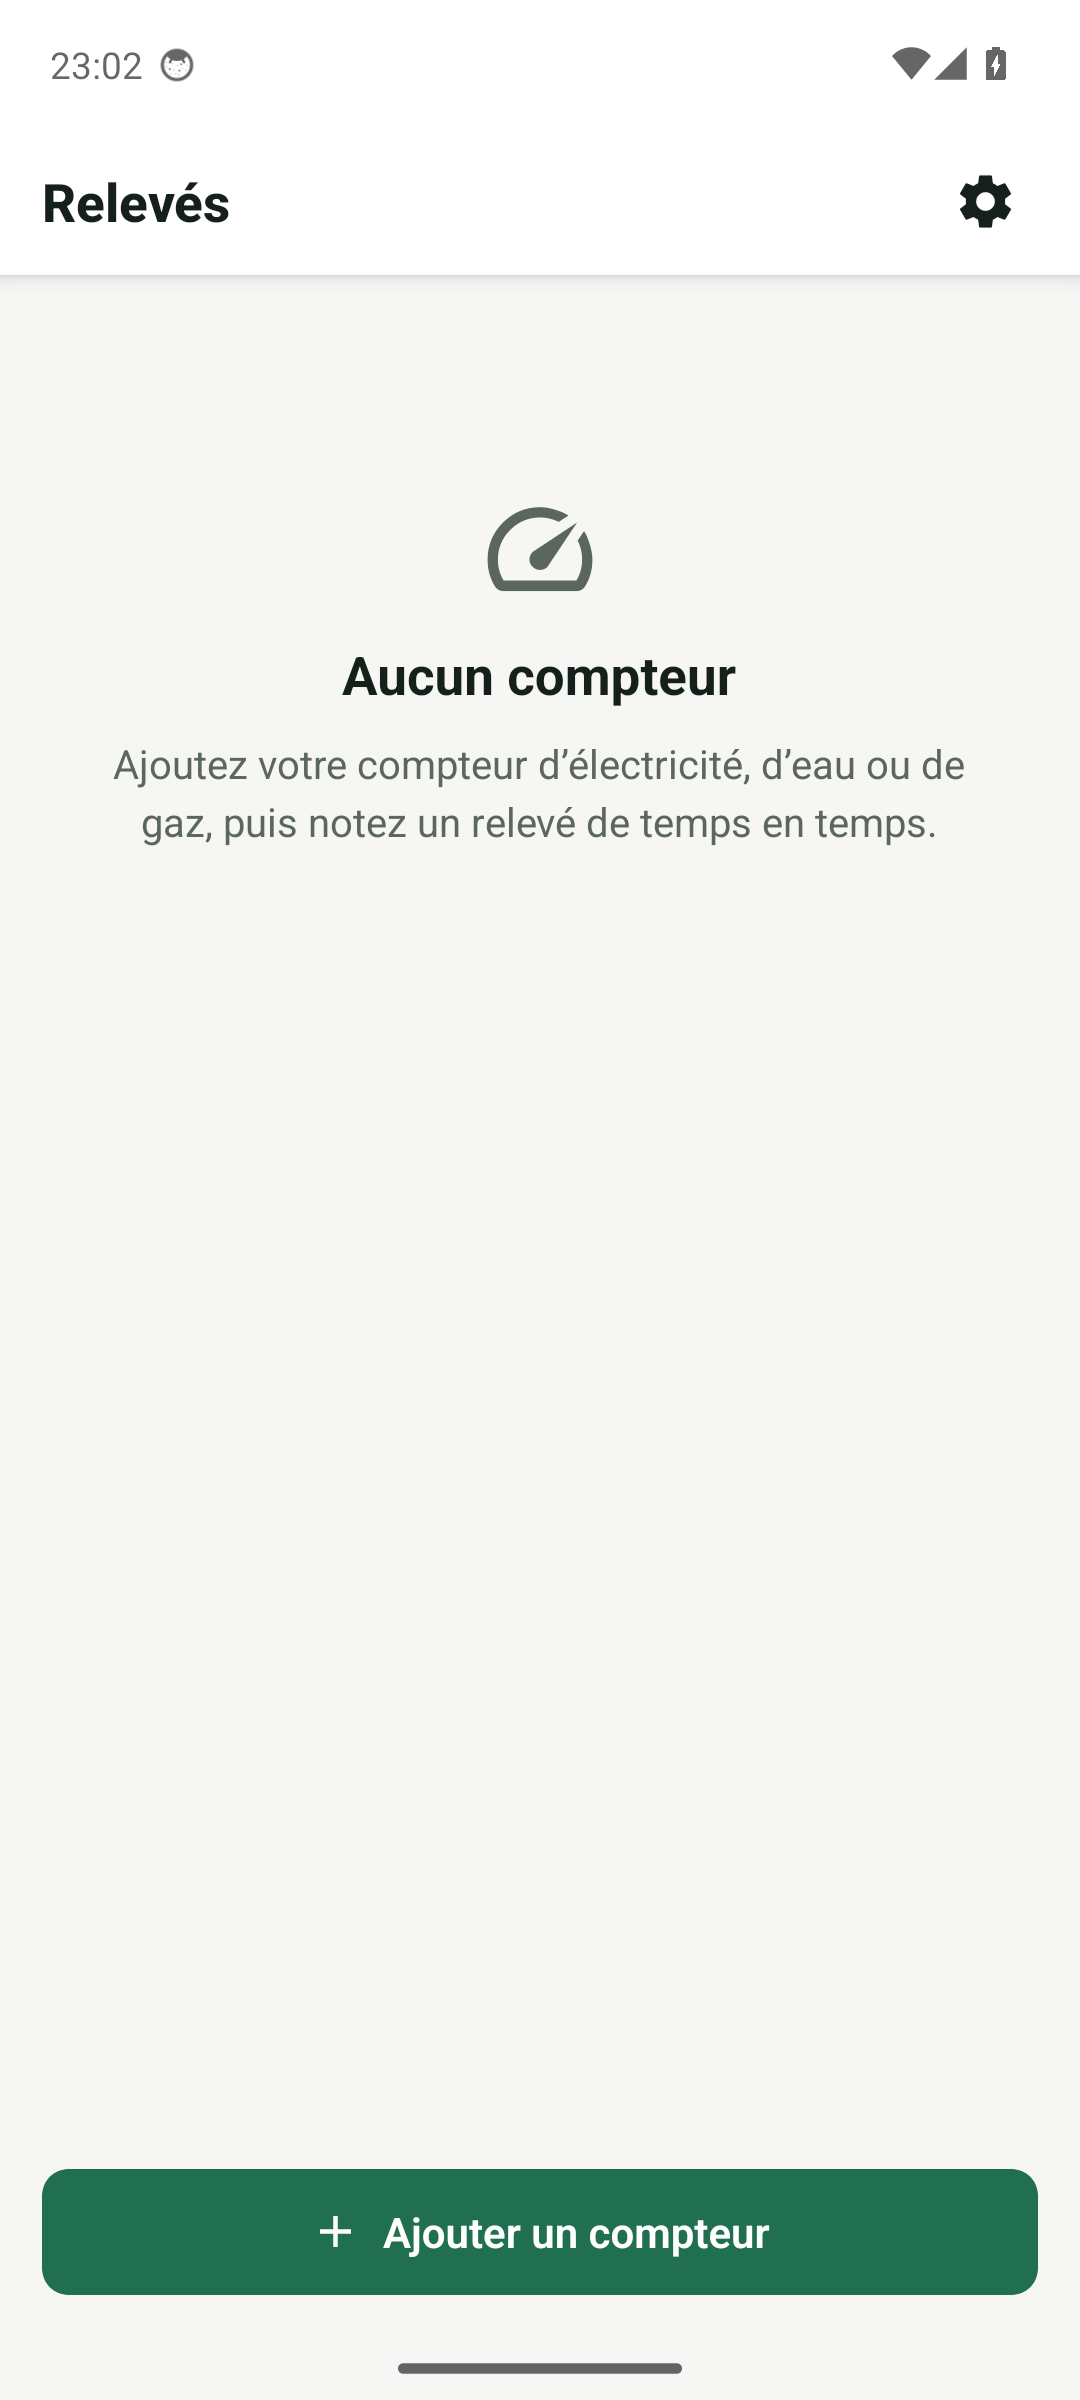 23:02
Relevés
Aucun compteur
Ajoutez votre compteur d’électricité, d’eau ou de
gaz, puis notez un relevé de temps en temps.
Ajouter un compteur